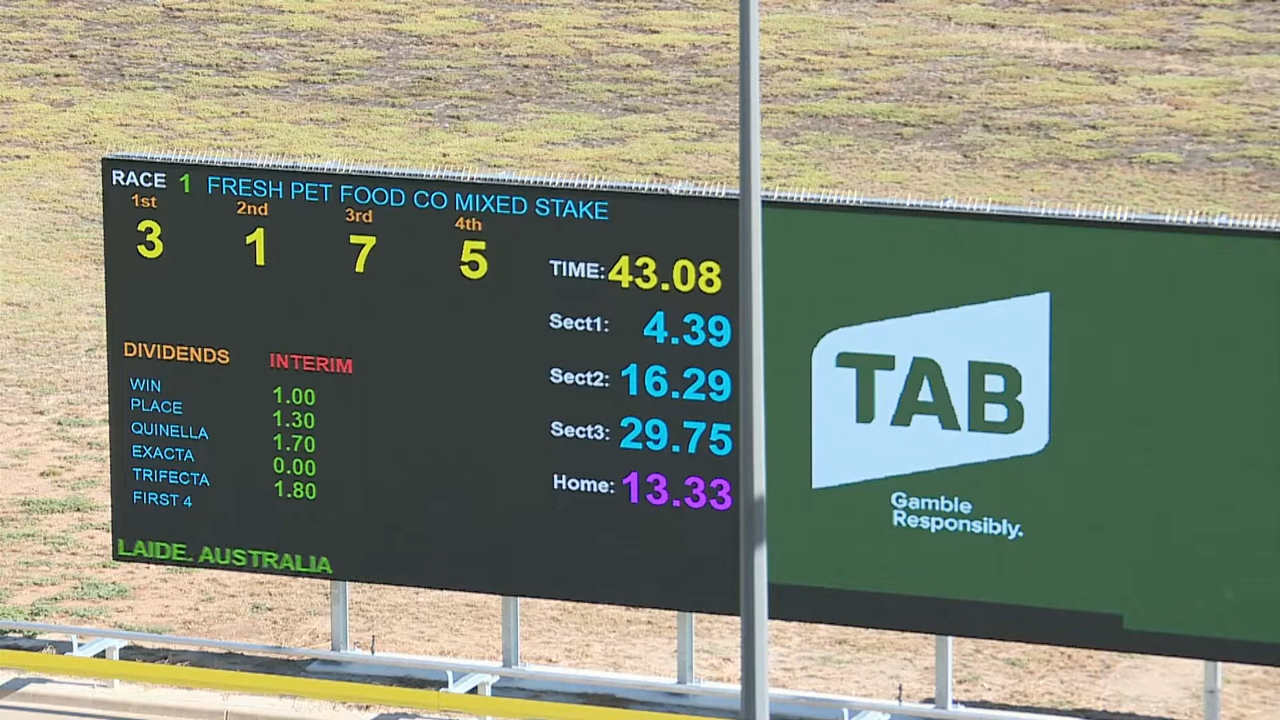 RACE 1 FRESH PET FOOD CO MIXED STAKE
1st 2nd 3rd 4th
3 1 7 5
TIME: 43.08
Sect1: 4.39
Sect2: 16.29
Sect3: 29.75
Home: 13.33
DIVIDENDS INTERIM
WIN 1.00
PLACE 1.30
QUINELLA 1.70
EXACTA 0.00
TRIFECTA 1.80
FIRST 4
LAIDE. AUSTRALIA
TAB
Gamble
Responsibly.